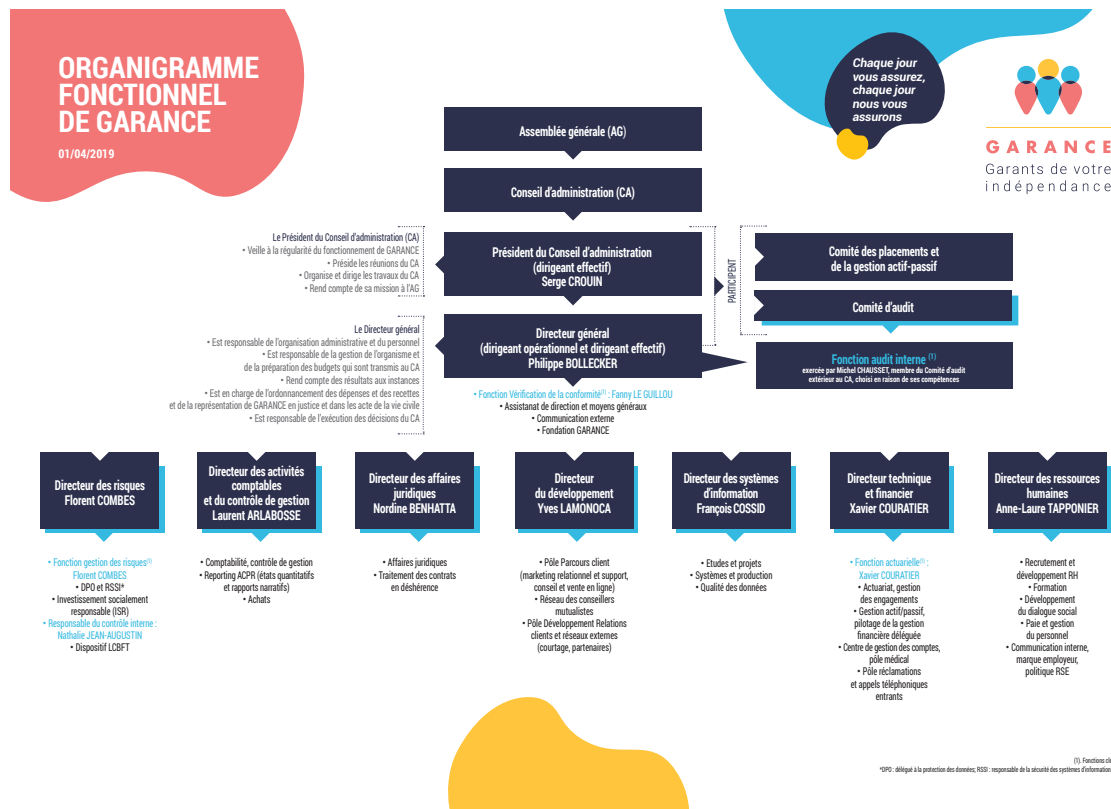 ORGANIGRAMME
FONCTIONNEL
DE GARANCE
01/04/2019
Chaque jour
vous assurez,
chaque jour
nous vous
assurons
GARANCE
Garants de votre
indépendance
Assemblée générale (AG)
Conseil d'administration (CA)
Le Président du Conseil d'administration (CA)
• Veille à la régularité du fonctionnement de GARANCE
• Préside les réunions du CA
• Organise et dirige les travaux du CA
• Rend compte de sa mission à l'AG
Président du Conseil d'administration
(dirigeant effectif)
Serge CROUIN
PARTICIPENT
Comité des placements et
de la gestion actif-passif
Comité d'audit
Le Directeur général
• Est responsable de l'organisation administrative et du personnel
• Est responsable de la gestion de l'organisme et
de la préparation des budgets qui sont transmis au CA
• Rend compte des résultats aux instances
• Est en charge de l'ordonnancement des dépenses et des recettes
et de la représentation de GARANCE en justice et dans les acte de la vie civile
• Est responsable de l'exécution des décisions du CA
Directeur général
(dirigeant opérationnel et dirigeant effectif)
Philippe BOLLECKER
Fonction audit interne (1)
exercée par Michel CHAUSSET, membre du Comité d'audit
extérieur au CA, choisi en raison de ses compétences
• Fonction Vérification de la conformité(1) : Fanny LE GUILLOU
• Assistanat de direction et moyens généraux
• Communication externe
• Fondation GARANCE
Directeur des risques
Florent COMBES
• Fonction gestion des risques(1)
Florent COMBES
• DPO et RSSI*
• Investissement socialement
responsable (ISR)
• Responsable du contrôle interne :
Nathalie JEAN-AUGUSTIN
• Dispositif LCBFT
Directeur des activités
comptables
et du contrôle de gestion
Laurent ARLABOSSE
• Comptabilité, contrôle de gestion
• Reporting ACPR (états quantitatifs
et rapports narratifs)
• Achats
Directeur des affaires
juridiques
Nordine BENHATTA
• Affaires juridiques
• Traitement des contrats
en déshérence
Directeur
du développement
Yves LAMONOCA
• Pôle Parcours client
(marketing relationnel et support,
conseil et vente en ligne)
• Réseau des conseillers
mutualistes
• Pôle Développement Relations
clients et réseaux externes
(courtage, partenaires)
Directeur des systèmes
d'information
François COSSID
• Etudes et projets
• Systèmes et production
• Qualité des données
Directeur technique
et financier
Xavier COURATIER
• Fonction actuarielle(1) :
Xavier COURATIER
• Actuariat, gestion
des engagements
• Gestion actif/passif,
pilotage de la gestion
financière déléguée
• Centre de gestion des comptes,
pôle médical
• Pôle réclamations
et appels téléphoniques
entrants
Directeur des ressources
humaines
Anne-Laure TAPPONIER
• Recrutement et
développement RH
• Formation
• Développement
du dialogue social
• Paie et gestion
du personnel
• Communication interne,
marque employeur,
politique RSE
(1). Fonctions clé
*DPO : délégué à la protection des données; RSSI : responsable de la sécurité des systèmes d'information